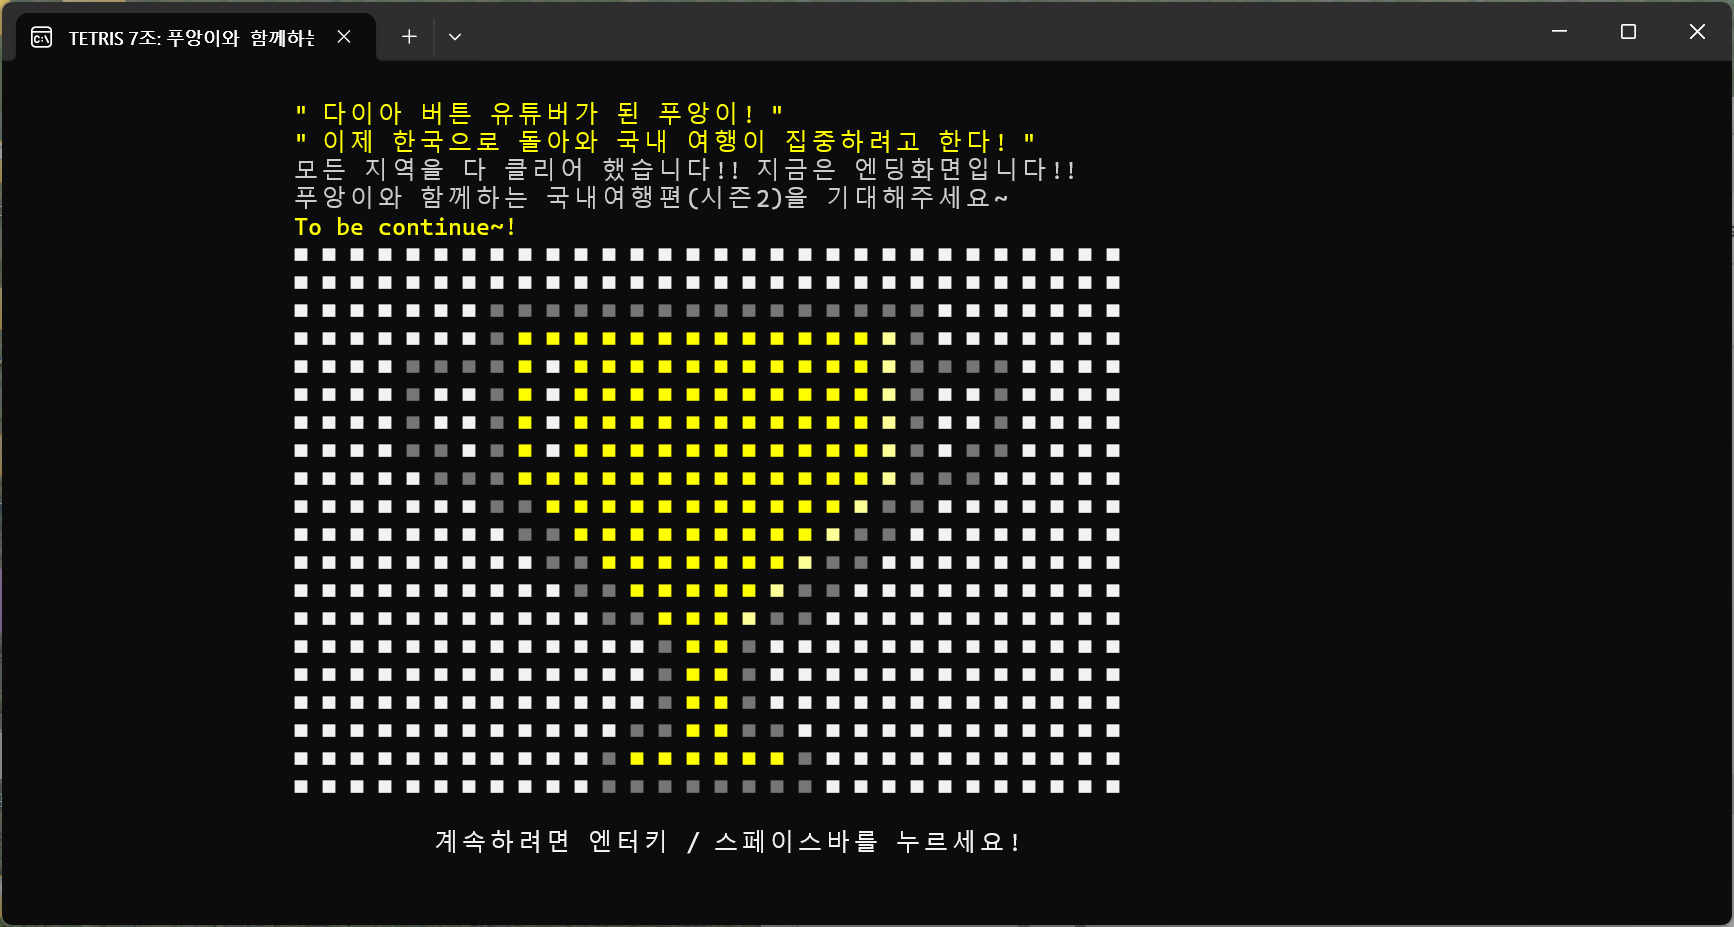 TETRIS 7조: 푸앙이와 함께하는
" 다이아 버튼 유튜버가 된 푸앙이! "
" 이제 한국으로 돌아와 국내 여행이 집중하려고 한다! "
모든 지역을 다 클리어 했습니다!! 지금은 엔딩화면입니다!!
푸앙이와 함께하는 국내여행편(시즌2)을 기대해주세요~
To be continue~!
계속하려면 엔터키 / 스페이스바를 누르세요!